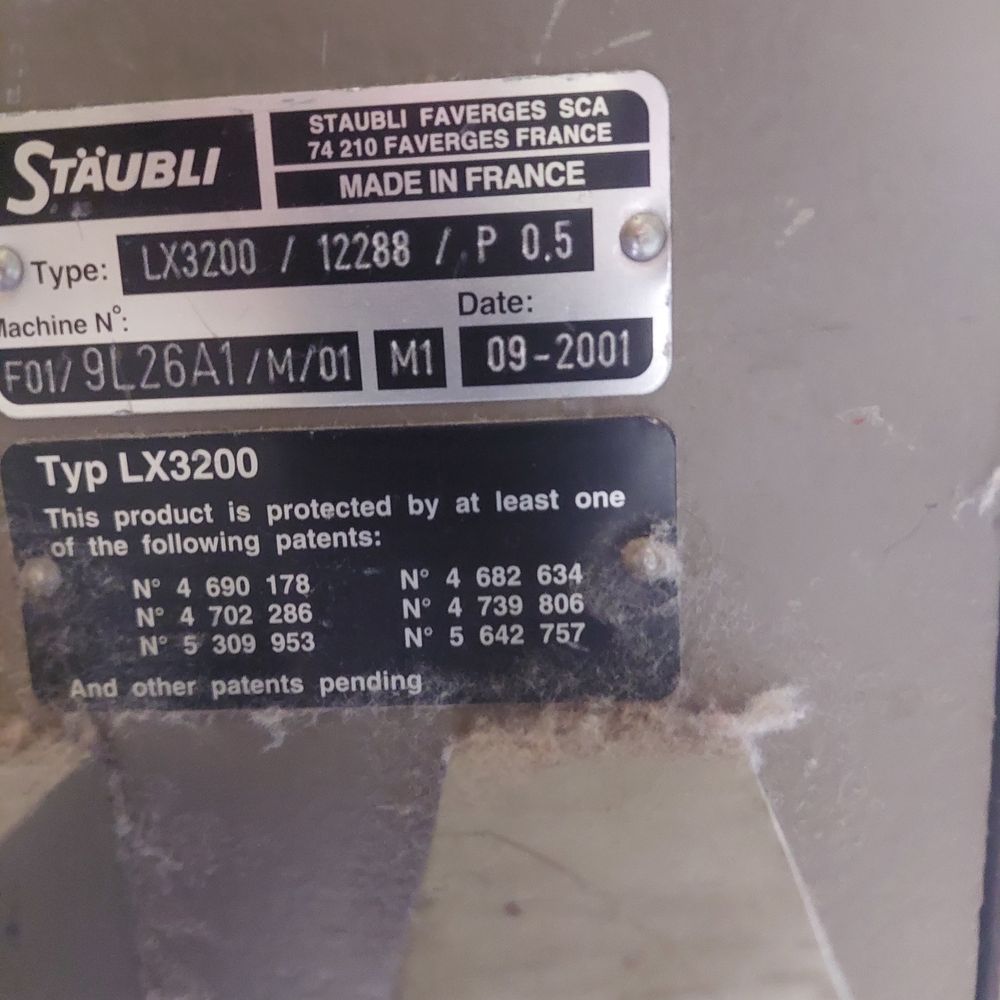 STÄUBLI
STAUBLI FAVERGES SCA
74 210 FAVERGES FRANCE
MADE IN FRANCE
Type: LX3200 / 12288 / P 0.5
Machine N°:
Date:
F01/9L26A1/M/01 M1 09-2001
Typ LX3200
This product is protected by at least one
of the following patents:
N° 4 690 178 N° 4 682 634
N° 4 702 286 N° 4 739 806
N° 5 309 953 N° 5 642 757
And other patents pending